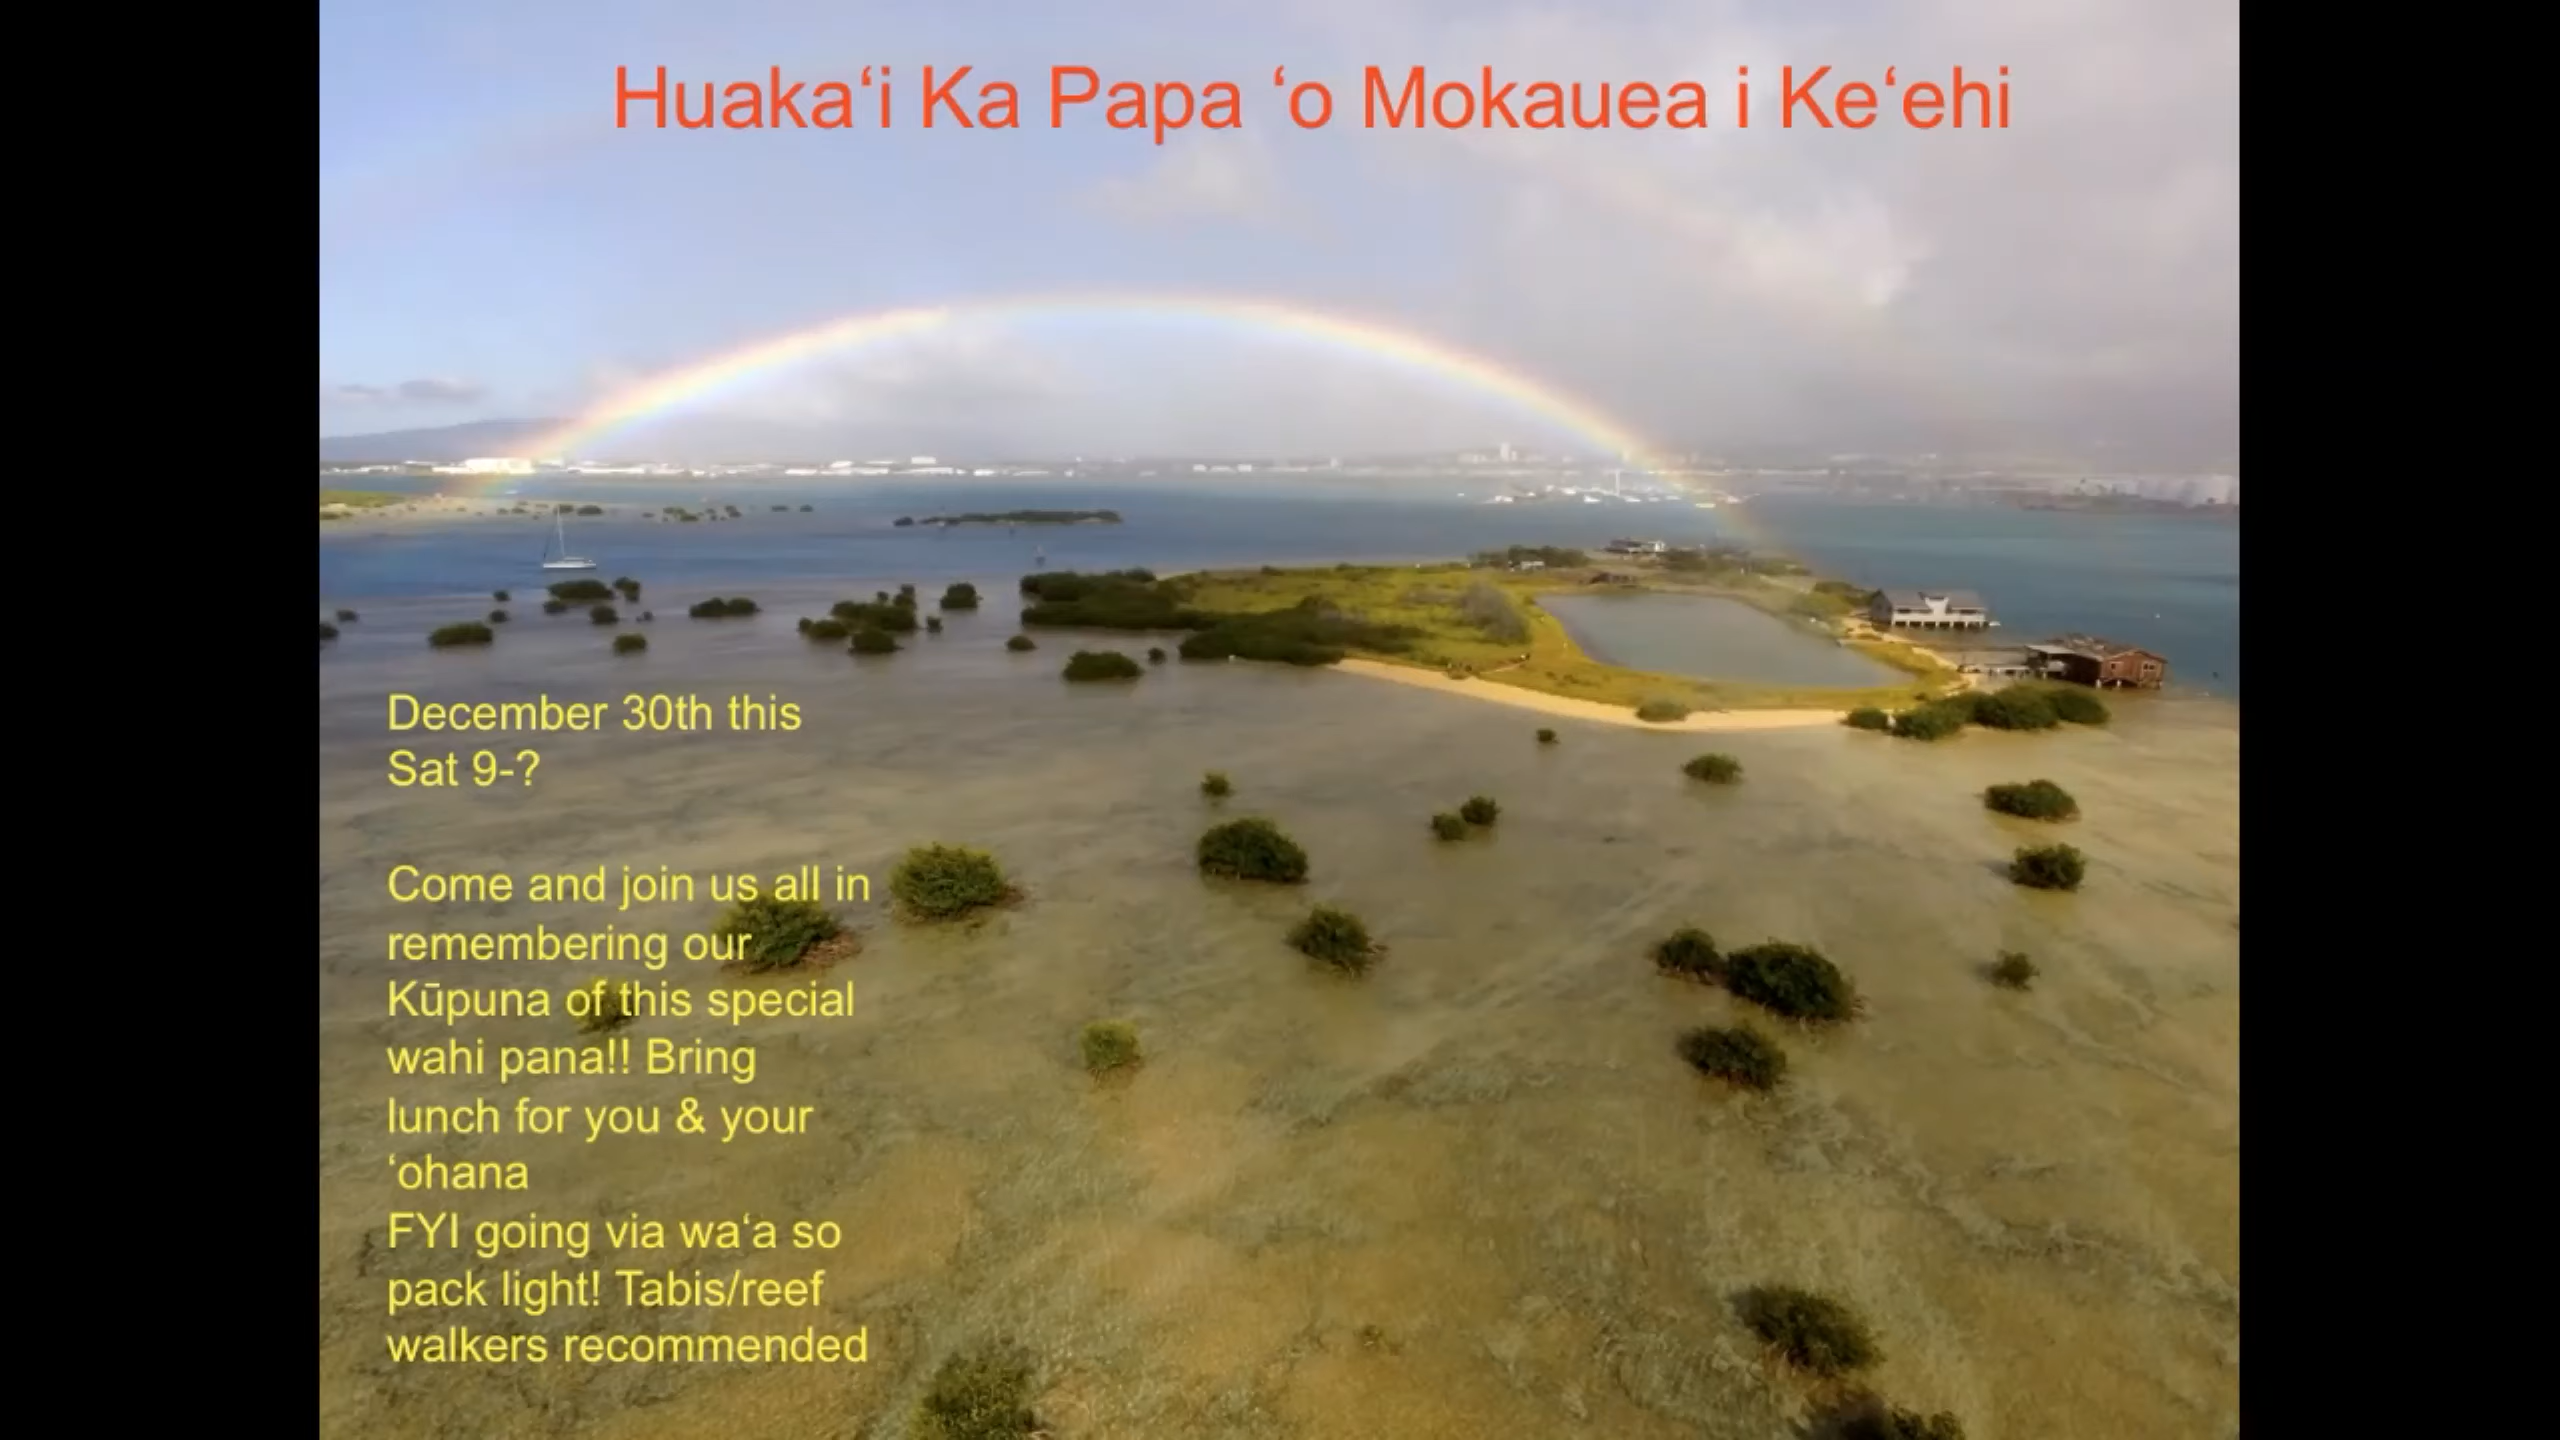 Huakaʻi Ka Papa ʻo Mokauea i Keʻehi
December 30th this
Sat 9-?
Come and join us all in
remembering our
Kūpuna of this special
wahi pana!! Bring
lunch for you & your
ʻohana
FYI going via waʻa so
pack light! Tabis/reef
walkers recommended